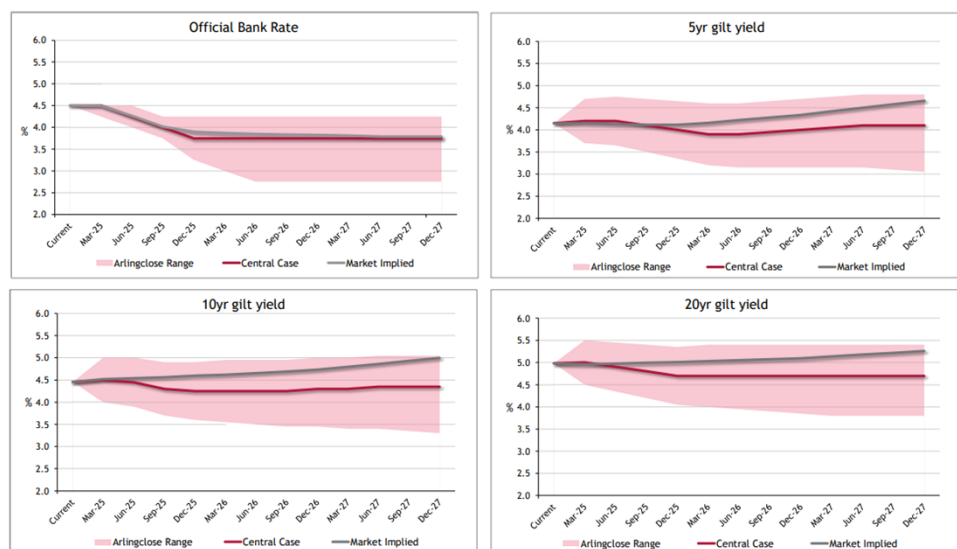 Official Bank Rate
6.0
5.5
5.0
4.5
4.0
3.5
3.0
2.5
2.0
%
Current
Mar-25
Jun-25
Sep-25
Dec-25
Mar-26
Jun-26
Sep-26
Dec-26
Mar-27
Jun-27
Sep-27
Dec-27
Arlingclose Range Central Case Market Implied
5yr gilt yield
6.0
5.5
5.0
4.5
4.0
3.5
3.0
2.5
2.0
%
Current
Mar-25
Jun-25
Sep-25
Dec-25
Mar-26
Jun-26
Sep-26
Dec-26
Mar-27
Jun-27
Sep-27
Dec-27
Arlingclose Range Central Case Market Implied
10yr gilt yield
6.0
5.5
5.0
4.5
4.0
3.5
3.0
2.5
2.0
%
Current
Mar-25
Jun-25
Sep-25
Dec-25
Mar-26
Jun-26
Sep-26
Dec-26
Mar-27
Jun-27
Sep-27
Dec-27
Arlingclose Range Central Case Market Implied
20yr gilt yield
6.0
5.5
5.0
4.5
4.0
3.5
3.0
2.5
2.0
%
Current
Mar-25
Jun-25
Sep-25
Dec-25
Mar-26
Jun-26
Sep-26
Dec-26
Mar-27
Jun-27
Sep-27
Dec-27
Arlingclose Range Central Case Market Implied